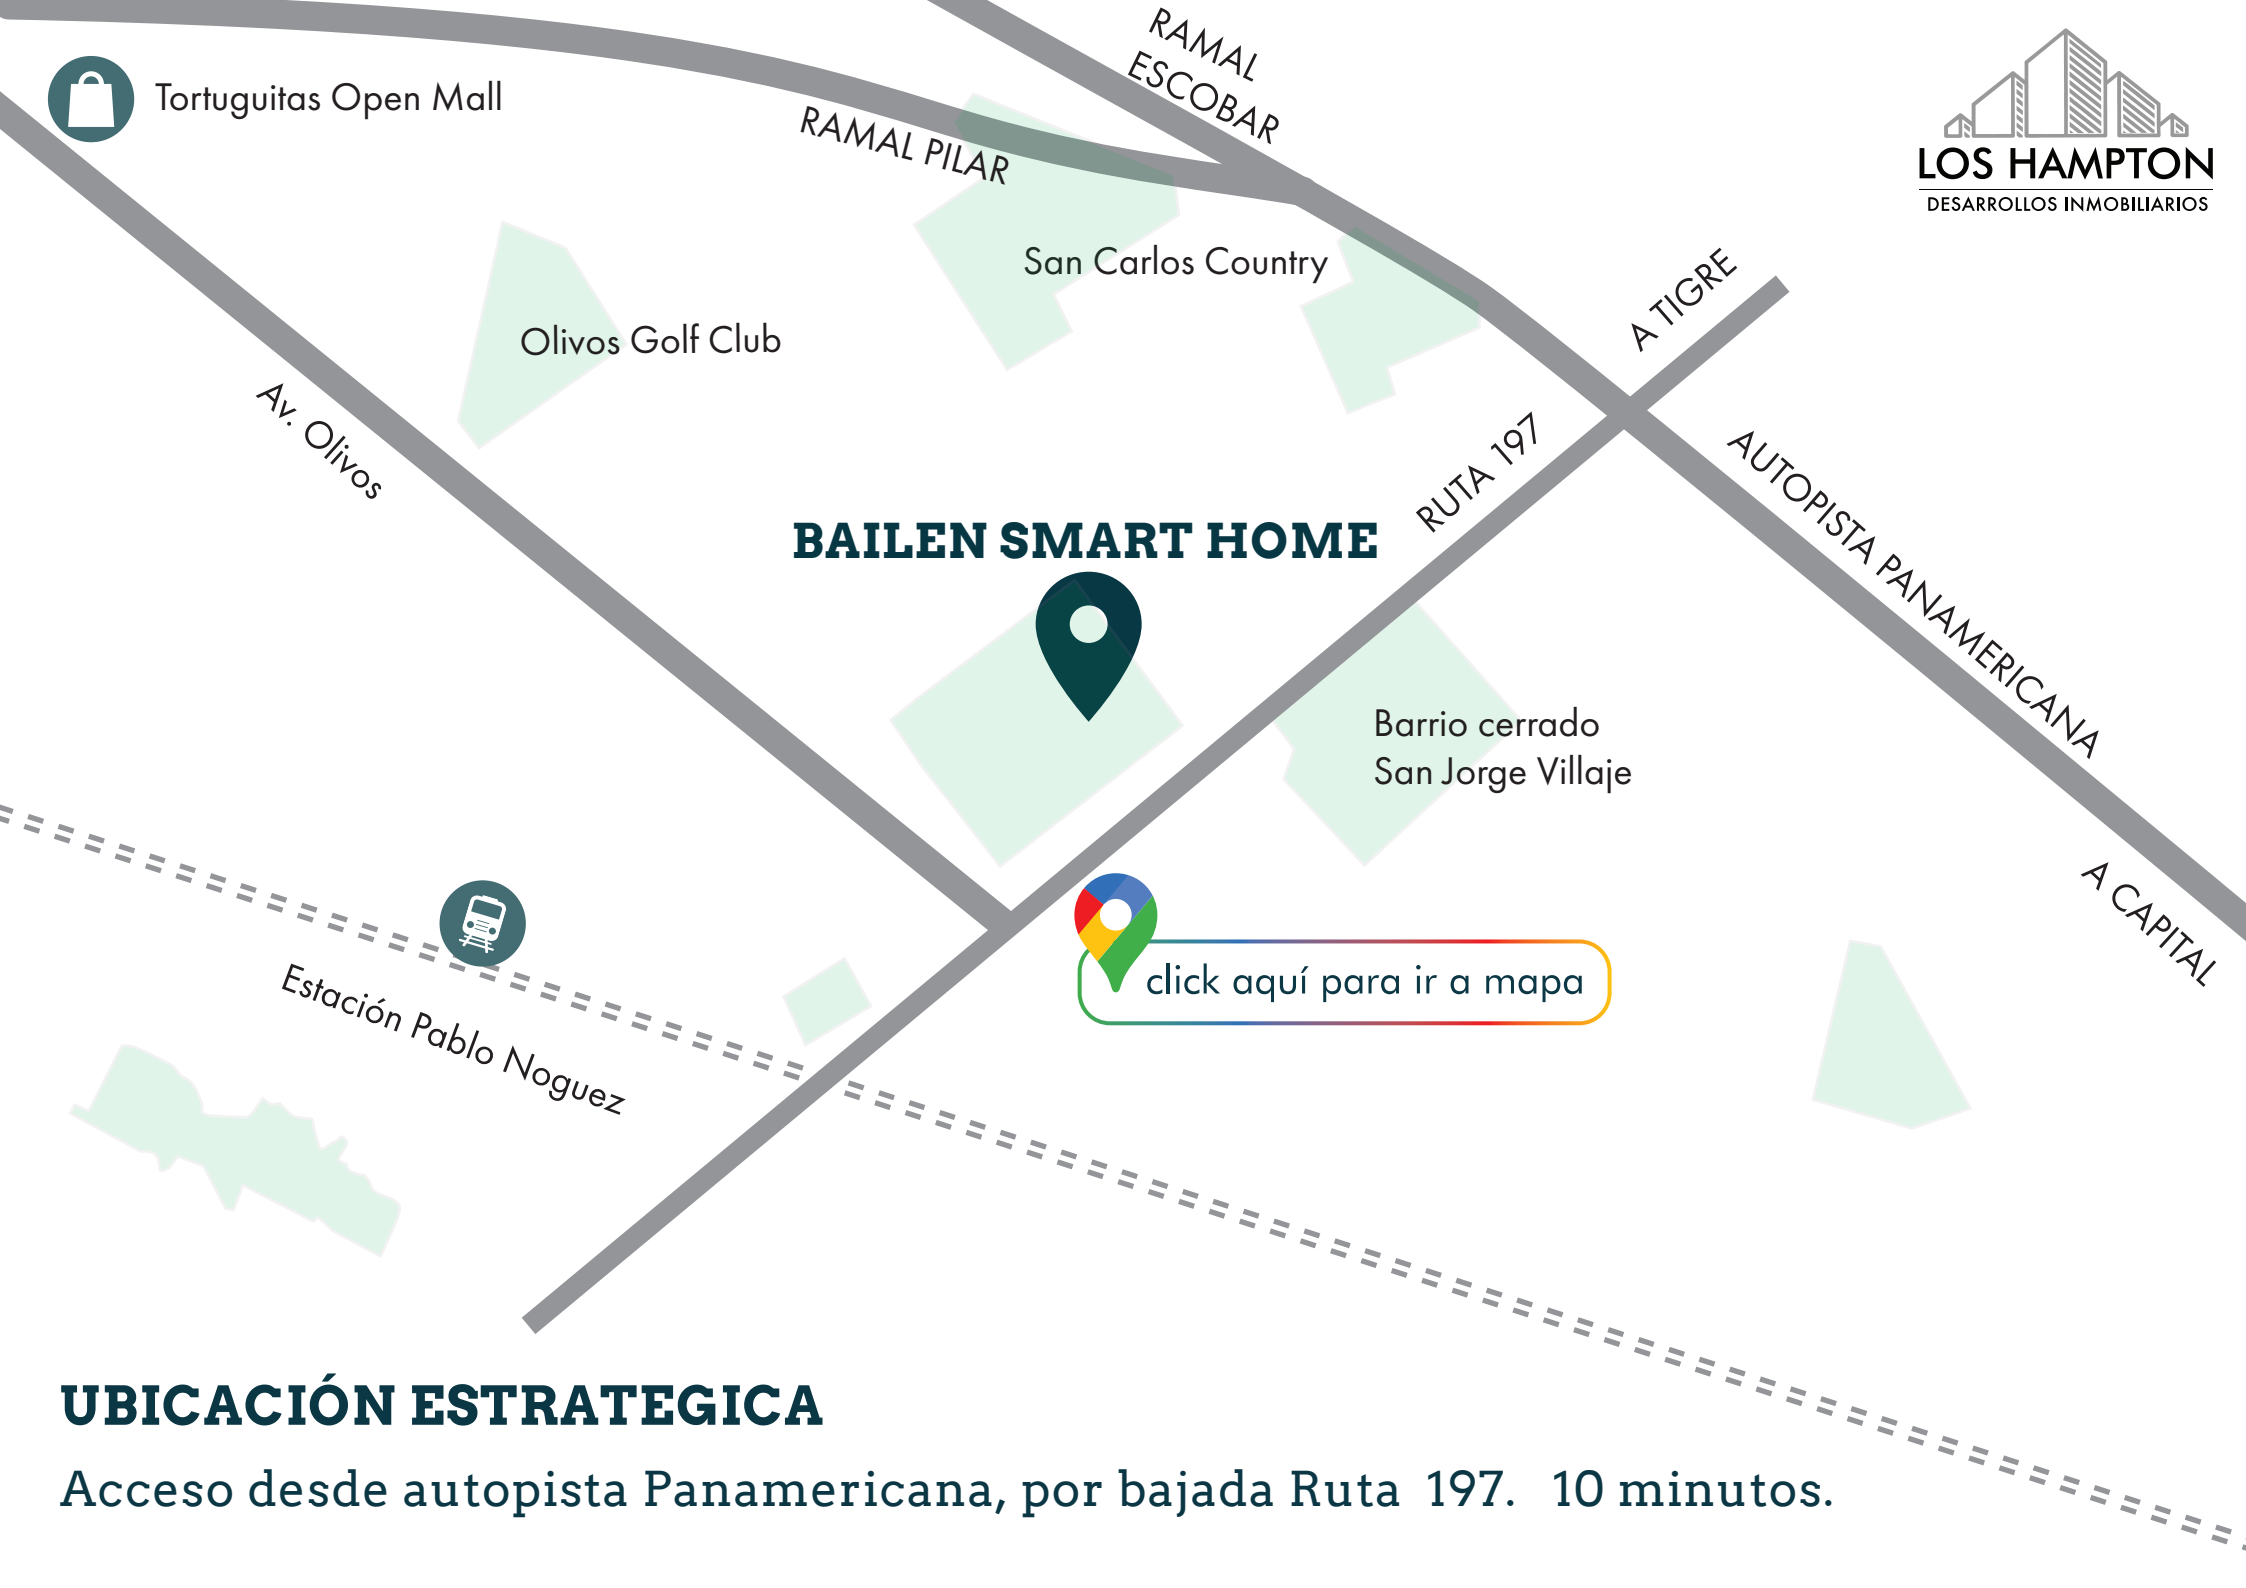 RAMAL
ESCOBAR
Tortuguitas Open Mall
RAMAL PILAR
LOS HAMPTON
DESARROLLOS INMOBILIARIOS
San Carlos Country
A TIGRE
Olivos Golf Club
Av. Olivos
RUTA 197
AUTOPISTA PANAMERICANA
BAILEN SMART HOME
Barrio cerrado
San Jorge Villaje
A CAPITAL
click aquí para ir a mapa
Estación Pablo Noguez
UBICACIÓN ESTRATEGICA
Acceso desde autopista Panamericana, por bajada Ruta 197. 10 minutos.